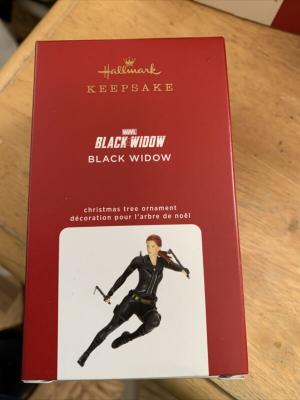 Hallmark
KEEPSAKE
MARVEL
BLACK WIDOW
BLACK WIDOW
christmas tree ornament
décoration pour l'arbre de noël